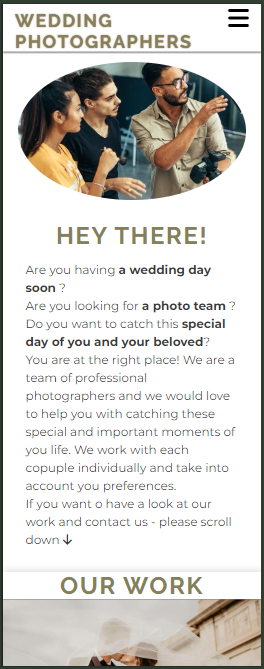 WEDDING
PHOTOGRAPHERS
HEY THERE!
Are you having a wedding day
soon ?
Are you looking for a photo team ?
Do you want to catch this special
day of you and your beloved?
You are at the right place! We are a
team of professional
photographers and we would love
to help you with catching these
special and important moments of
you life. We work with each
copuple individually and take into
account you preferences.
If you want o have a look at our
work and contact us - please scroll
down
OUR WORK